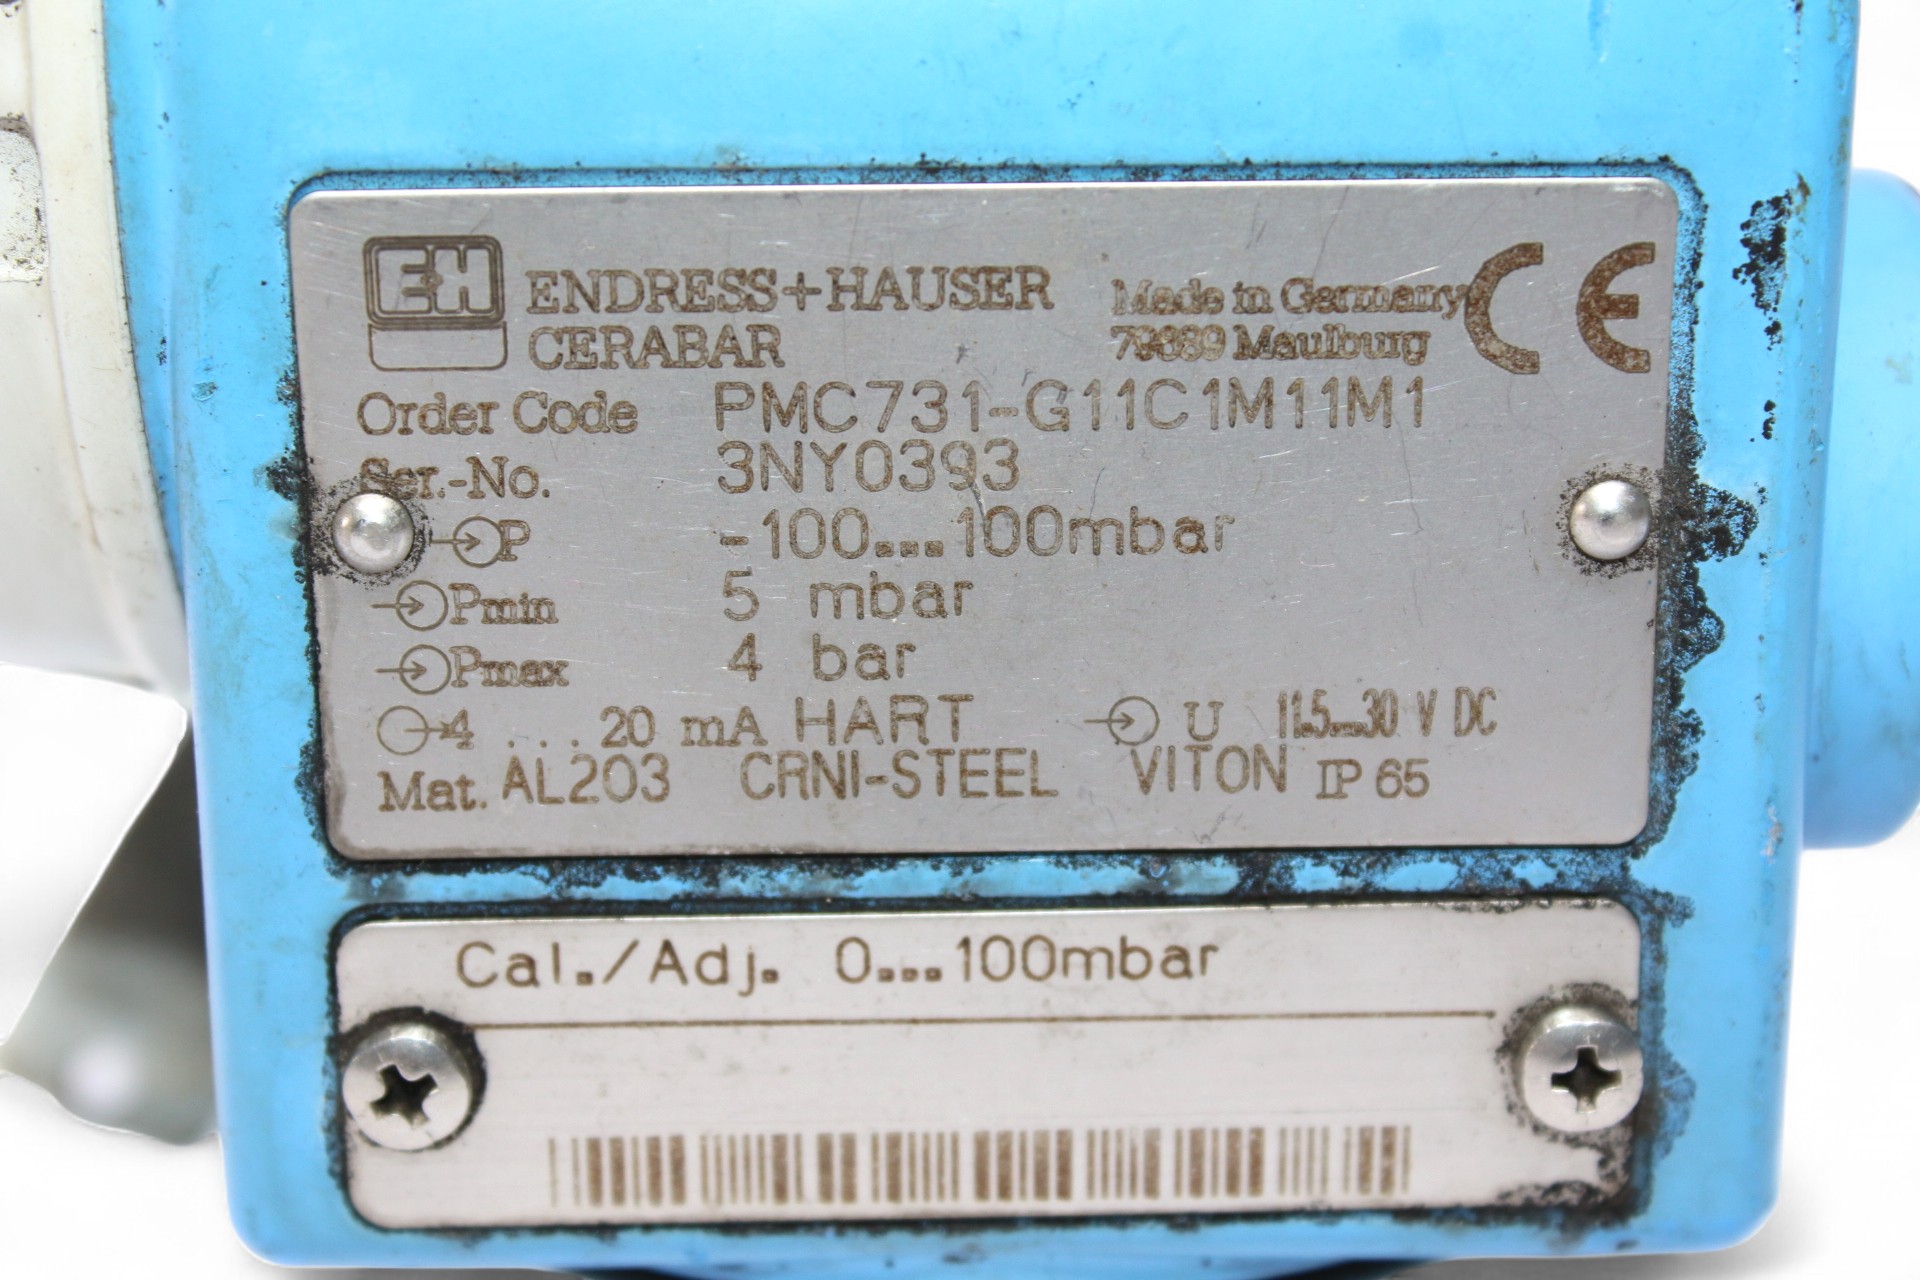 E+H ENDRESS+HAUSER Made in Germany CE
CERABAR 79689 Maulburg
Order Code PMC731-G11C1M11M1
Ser.-No. 3NY0393
P -100...100mbar
Pmin 5 mbar
Pmax 4 bar
4 ... 20 mA HART U 11.5...30 V DC
Mat. AL203 CRNI-STEEL VITON IP 65
Cal./Adj. 0...100mbar